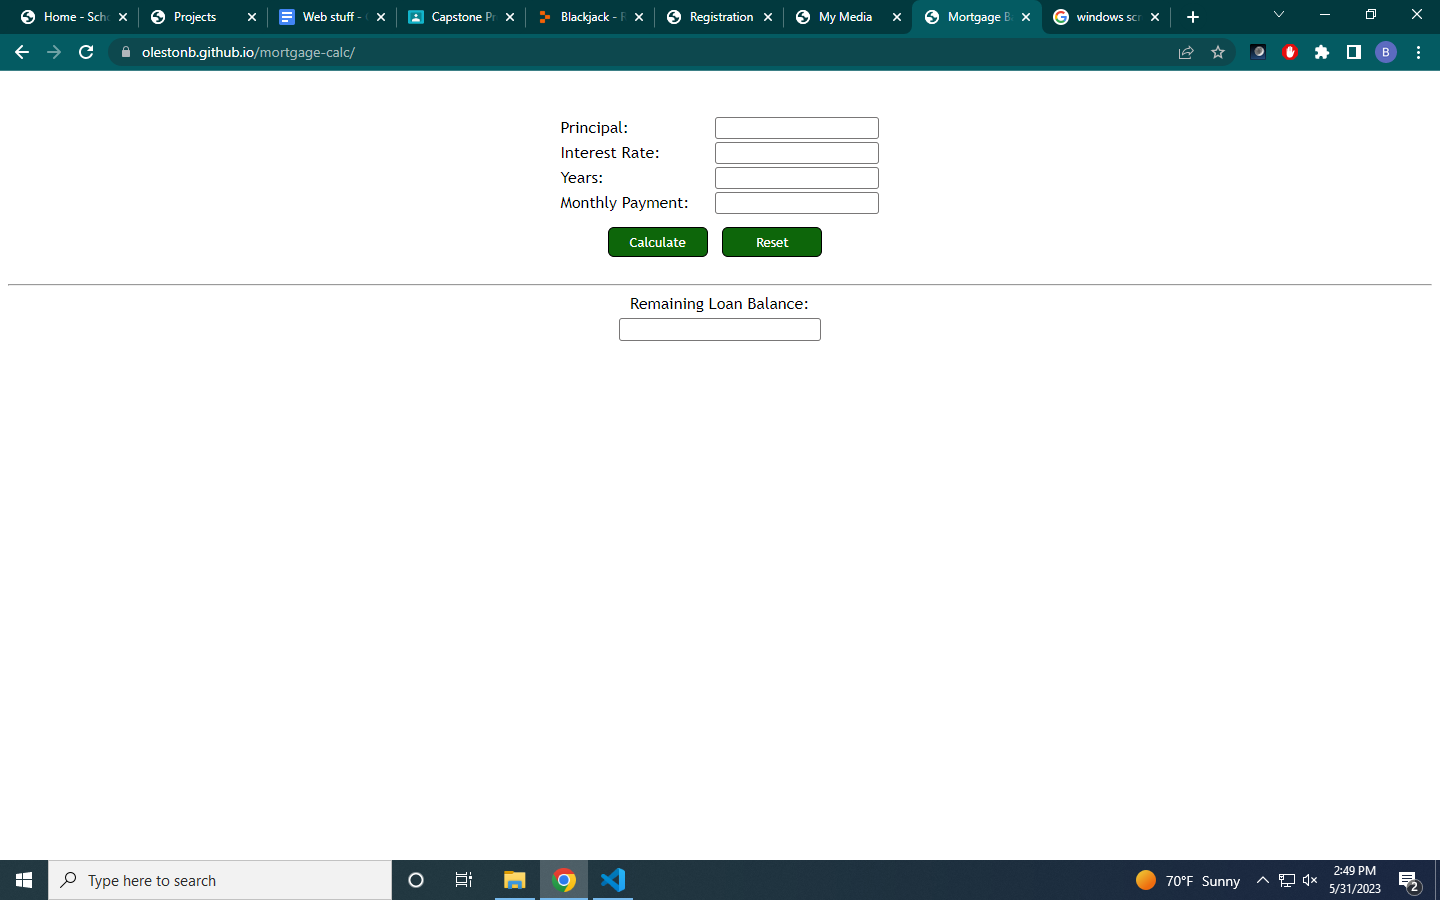 Home - Scho
Projects
Web stuff -
Capstone Pr
Blackjack - R
Registration
My Media
Mortgage Ba
windows scr
olestonb.github.io/mortgage-calc/
B
Principal:
Interest Rate:
Years:
Monthly Payment:
Calculate Reset
Remaining Loan Balance:
Type here to search
70°F Sunny
2:49 PM
5/31/2023
2